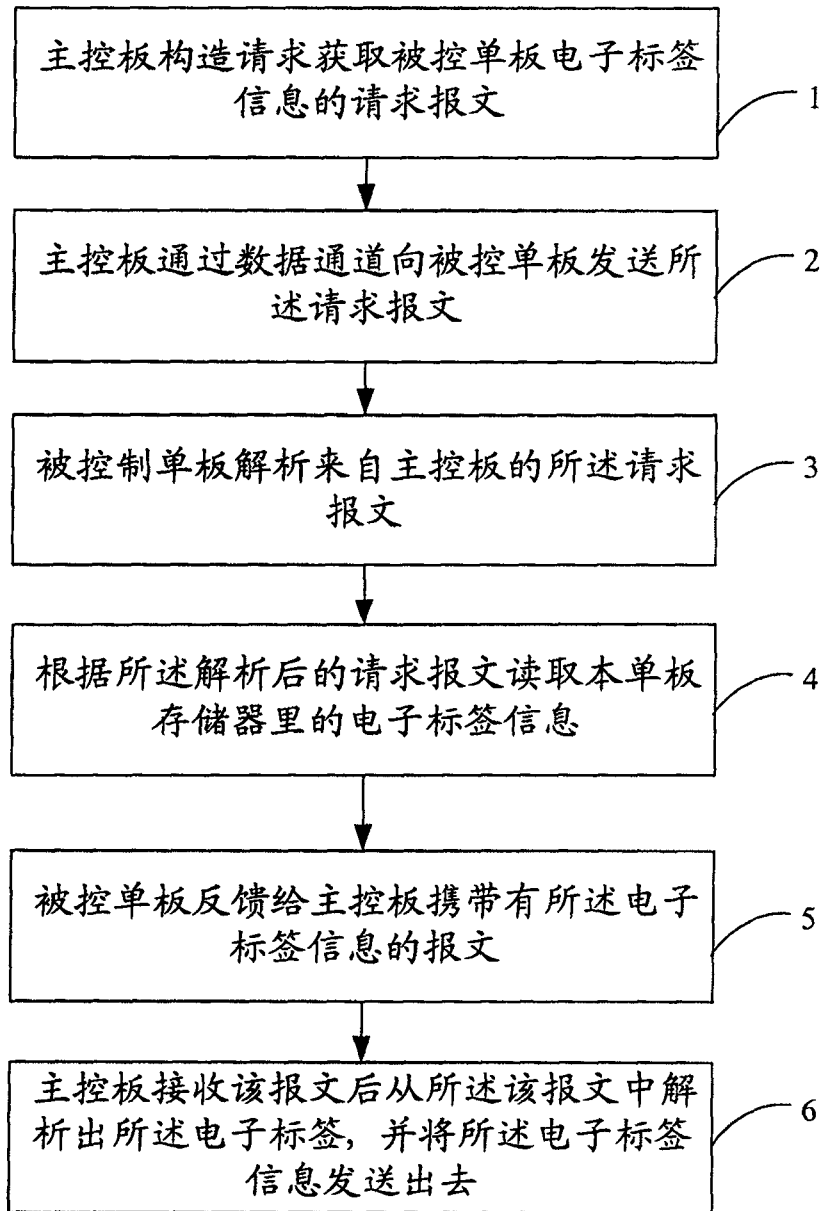 主控板构造请求获取被控单板电子标签
信息的请求报文
1
主控板通过数据通道向被控单板发送所
述请求报文
2
被控制单板解析来自主控板的所述请求
报文
3
根据所述解析后的请求报文读取本单板
存储器里的电子标签信息
4
被控单板反馈给主控板携带有所述电子
标签信息的报文
5
主控板接收该报文后从所述该报文中解
析出所述电子标签,并将所述电子标签
信息发送出去
6